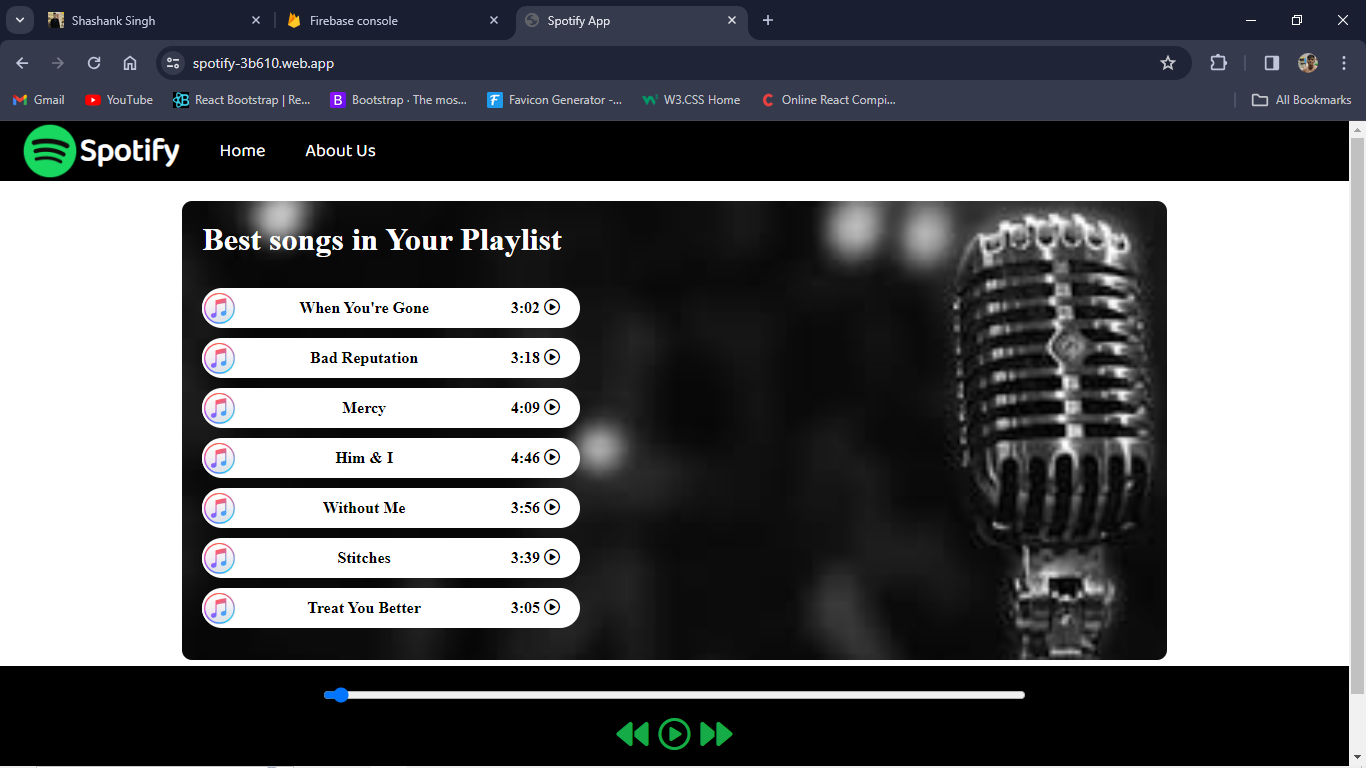 Shashank Singh
Firebase console
Spotify App
spotify-3b610.web.app
Gmail
YouTube
React Bootstrap | Re...
Bootstrap · The mos...
Favicon Generator -...
W3.CSS Home
Online React Compi...
All Bookmarks
Spotify
Home
About Us
Best songs in Your Playlist
When You're Gone 3:02
Bad Reputation 3:18
Mercy 4:09
Him & I 4:46
Without Me 3:56
Stitches 3:39
Treat You Better 3:05